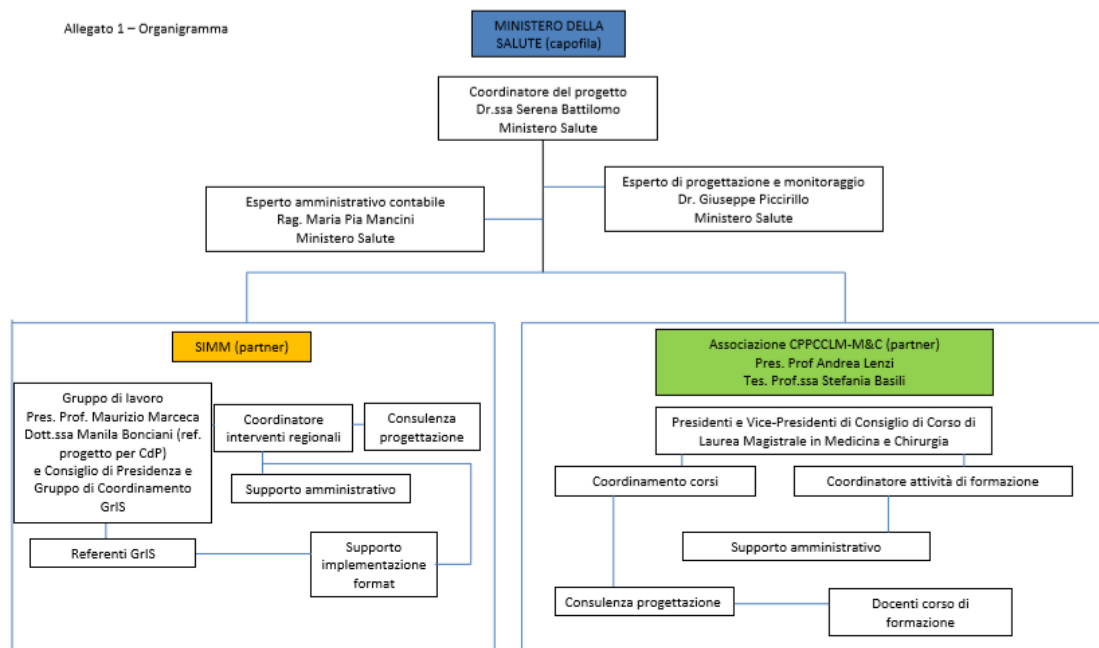 Allegato 1 – Organigramma
MINISTERO DELLA
SALUTE (capofila)
Coordinatore del progetto
Dr.ssa Serena Battilomo
Ministero Salute
Esperto amministrativo contabile
Rag. Maria Pia Mancini
Ministero Salute
Esperto di progettazione e monitoraggio
Dr. Giuseppe Piccirillo
Ministero Salute
SIMM (partner)
Gruppo di lavoro
Pres. Prof. Maurizio Marceca
Dott.ssa Manila Bonciani (ref.
progetto per CdP)
e Consiglio di Presidenza e
Gruppo di Coordinamento
GrIS
Coordinatore
interventi regionali
Consulenza
progettazione
Supporto amministrativo
Referenti GrIS
Supporto
implementazione
format
Associazione CPPCCLM-M&C (partner)
Pres. Prof Andrea Lenzi
Tes. Prof.ssa Stefania Basili
Presidenti e Vice-Presidenti di Consiglio di Corso di
Laurea Magistrale in Medicina e Chirurgia
Coordinamento corsi
Coordinatore attività di formazione
Supporto amministrativo
Consulenza progettazione
Docenti corso di
formazione